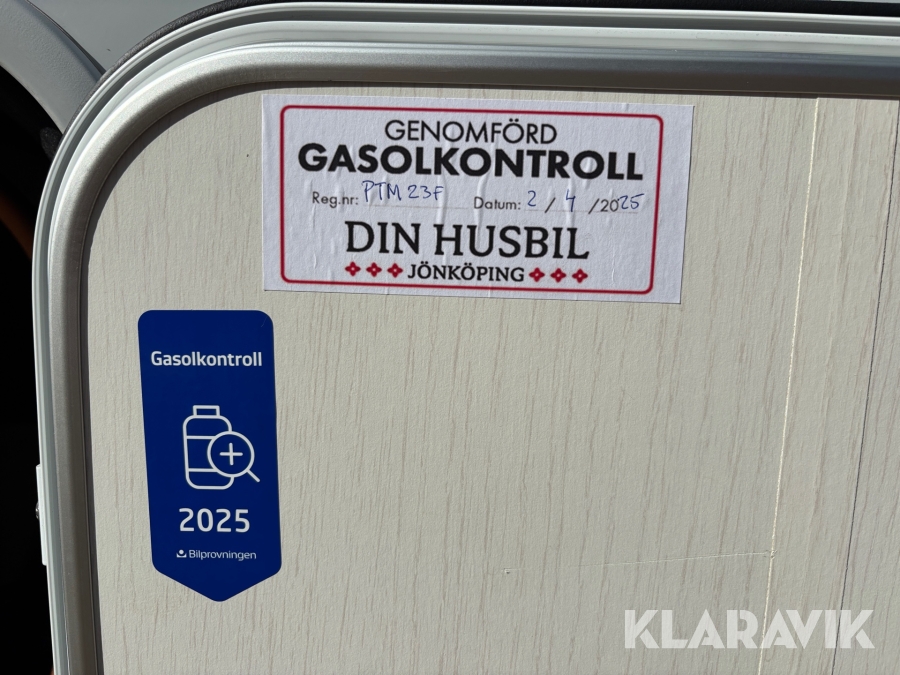 GENOMFÖRD
GASOLKONTROLL
Reg.nr: PTM 23F Datum: 2 / 4 /2025
DIN HUSBIL
JÖNKÖPING
Gasolkontroll
2025
Bilprovningen
KLARAVIK